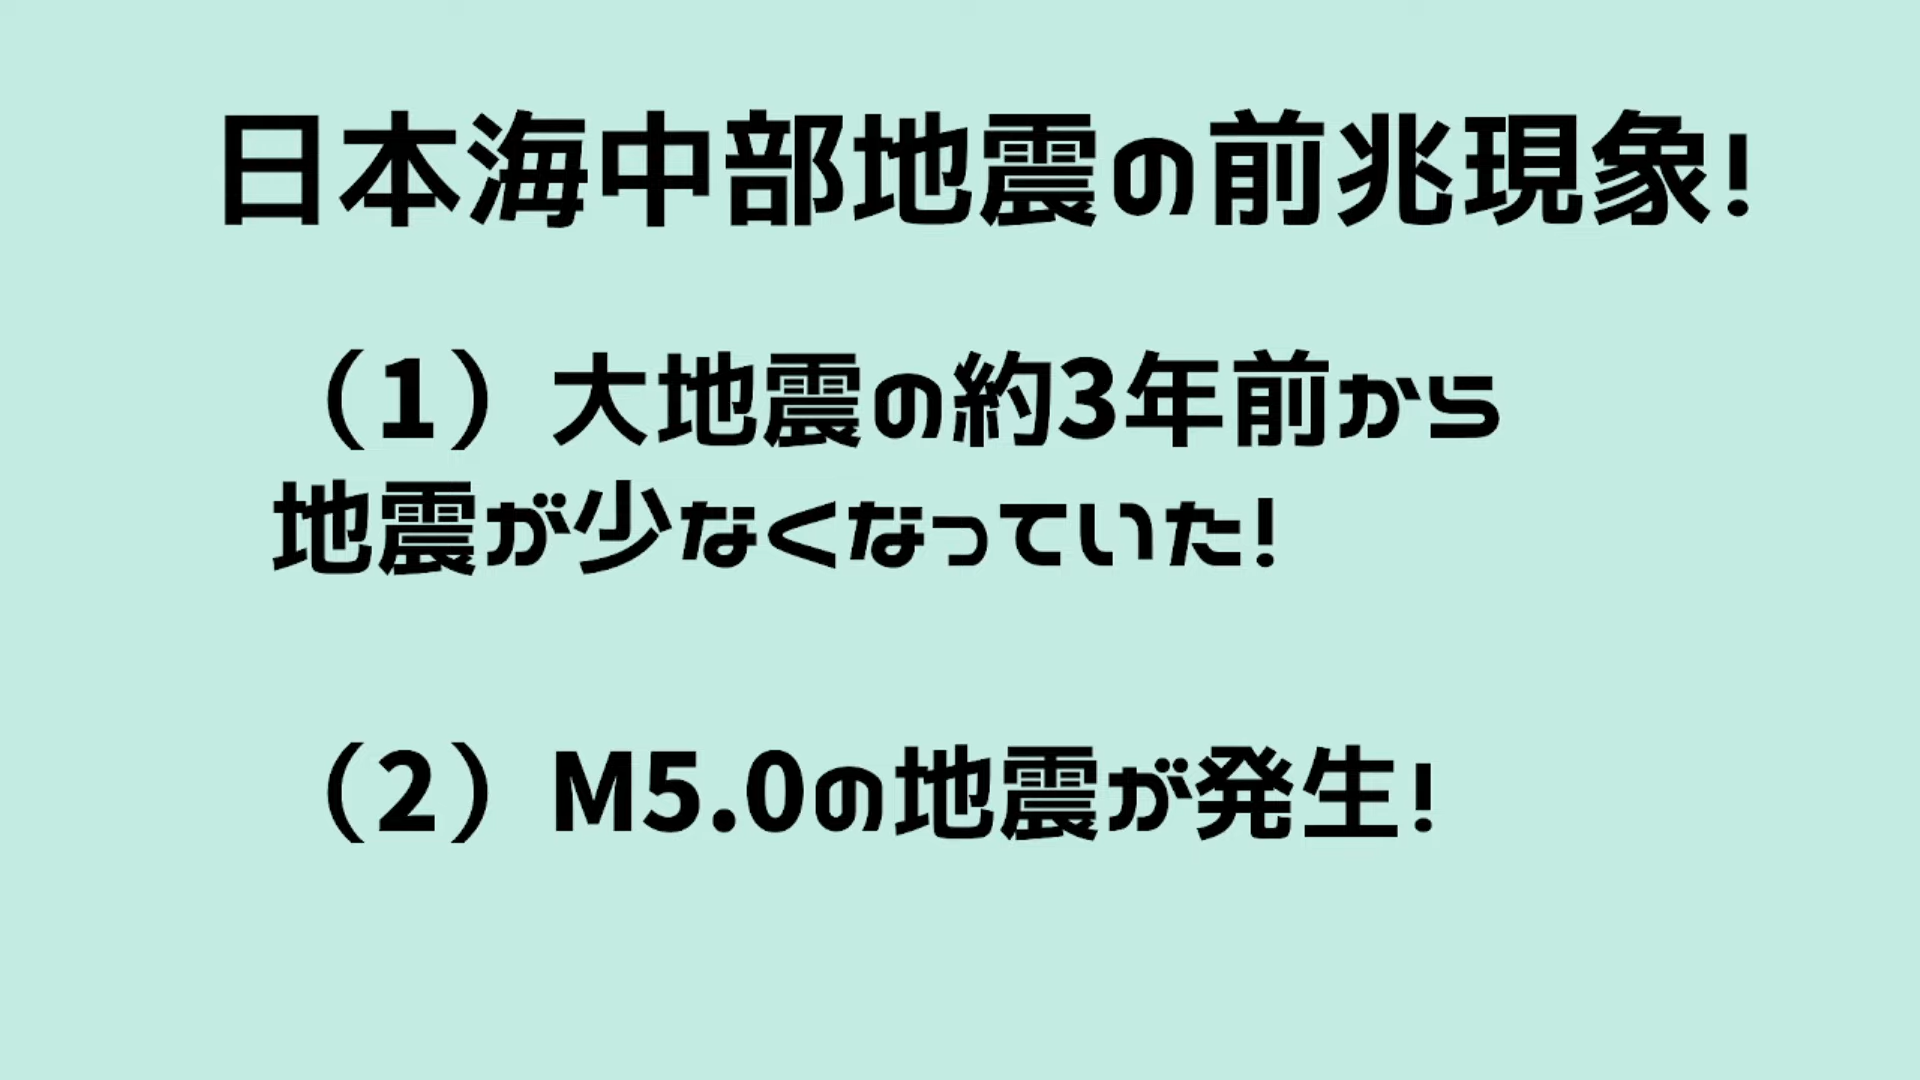 日本海中部地震の前兆現象!
（1）大地震の約3年前から
地震が少なくなっていた!
（2）M5.0の地震が発生!